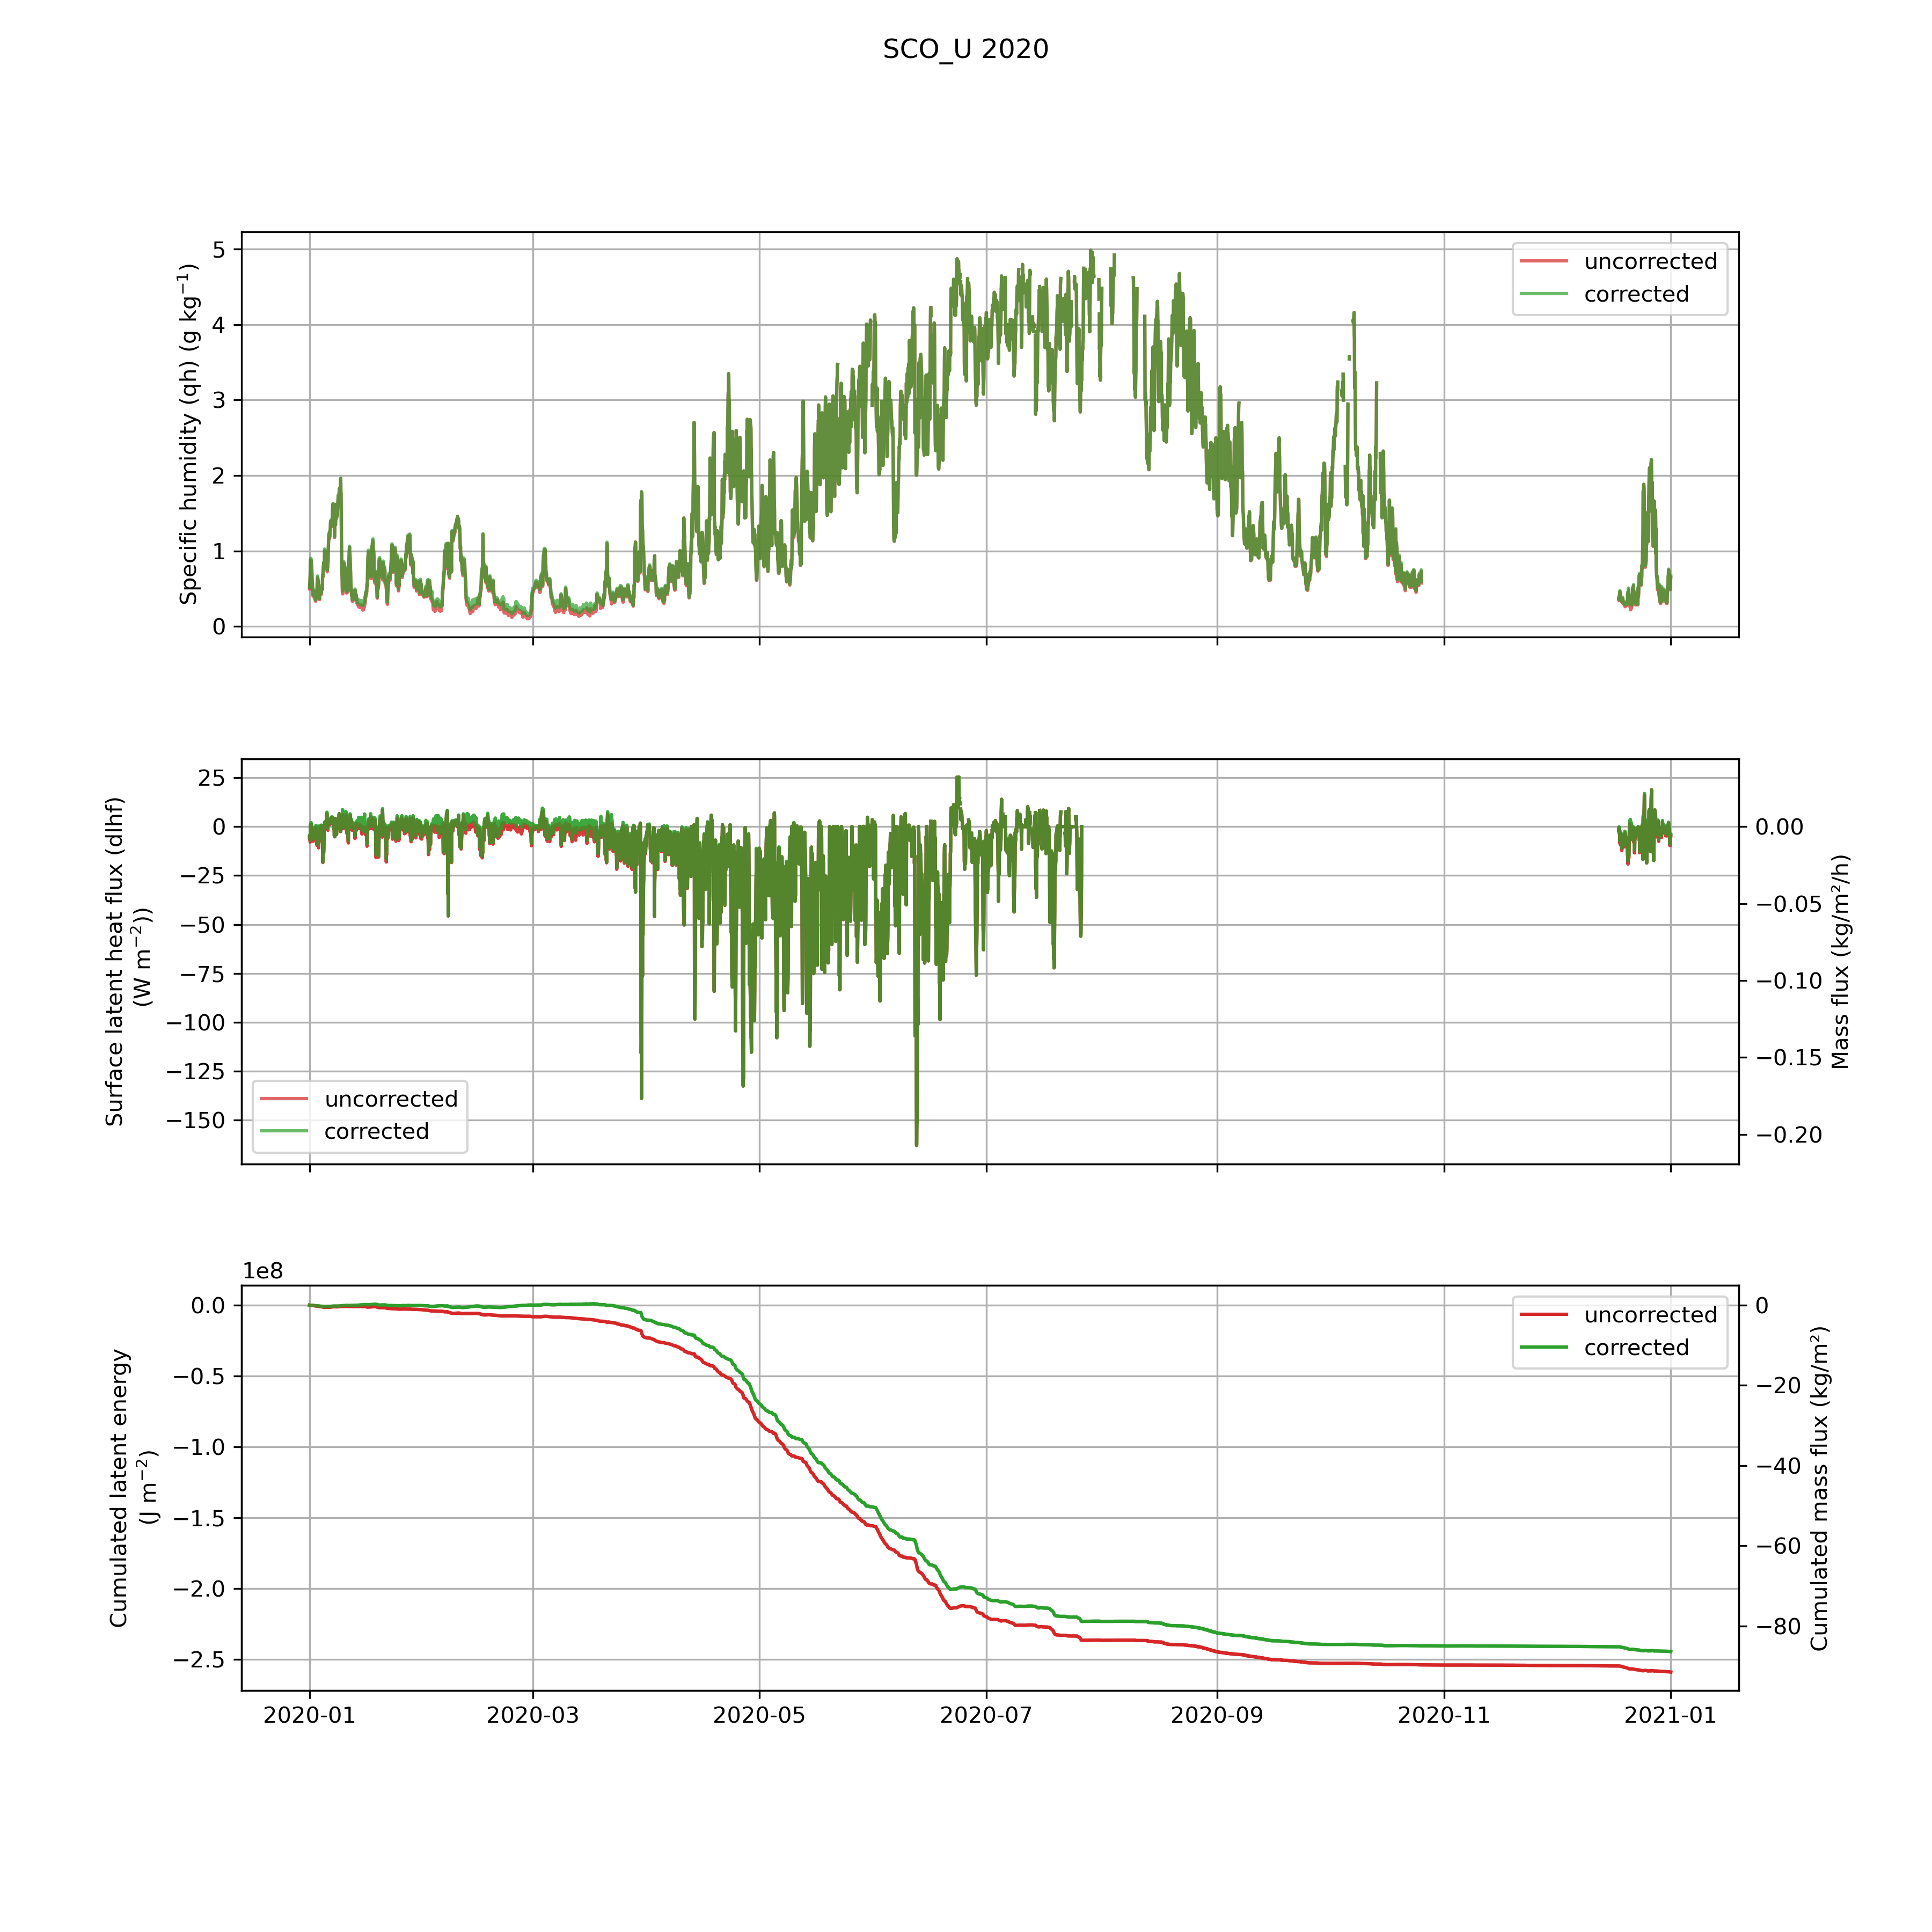 SCO_U 2020
Specific humidity (qh) (g kg⁻¹)
5
4
3
2
1
0
uncorrected
corrected
Surface latent heat flux (dlhf)
(W m⁻²))
25
0
−25
−50
−75
−100
−125
−150
uncorrected
corrected
0.00
−0.05
−0.10
−0.15
−0.20
Mass flux (kg/m²/h)
1e8
Cumulated latent energy
(J m⁻²)
0.0
−0.5
−1.0
−1.5
−2.0
−2.5
uncorrected
corrected
0
−20
−40
−60
−80
Cumulated mass flux (kg/m²)
2020-01 2020-03 2020-05 2020-07 2020-09 2020-11 2021-01